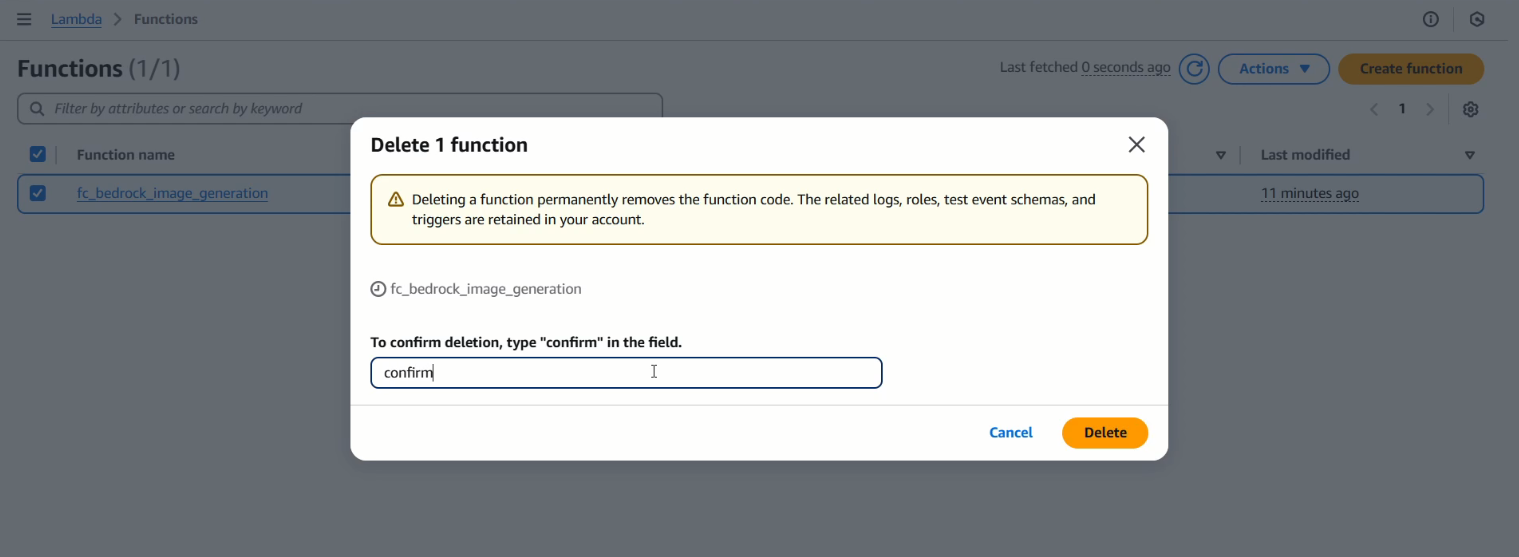 Lambda > Functions
Functions (1/1)
Last fetched 0 seconds ago
Actions
Create function
Filter by attributes or search by keyword
1
Function name
Last modified
fc_bedrock_image_generation
11 minutes ago
Delete 1 function
Deleting a function permanently removes the function code. The related logs, roles, test event schemas, and
triggers are retained in your account.
fc_bedrock_image_generation
To confirm deletion, type "confirm" in the field.
confirm
Cancel
Delete